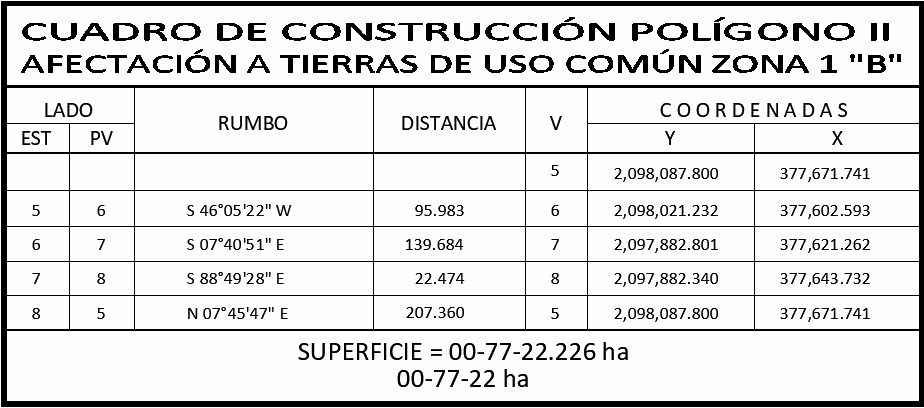 CUADRO DE CONSTRUCCIÓN POLÍGONO II
AFECTACIÓN A TIERRAS DE USO COMÚN ZONA 1 "B"
LADO RUMBO DISTANCIA V C O O R D E N A D A S
EST PV Y X
5 2,098,087.800 377,671.741
5 6 S 46°05'22" W 95.983 6 2,098,021.232 377,602.593
6 7 S 07°40'51" E 139.684 7 2,097,882.801 377,621.262
7 8 S 88°49'28" E 22.474 8 2,097,882.340 377,643.732
8 5 N 07°45'47" E 207.360 5 2,098,087.800 377,671.741
SUPERFICIE = 00-77-22.226 ha
00-77-22 ha